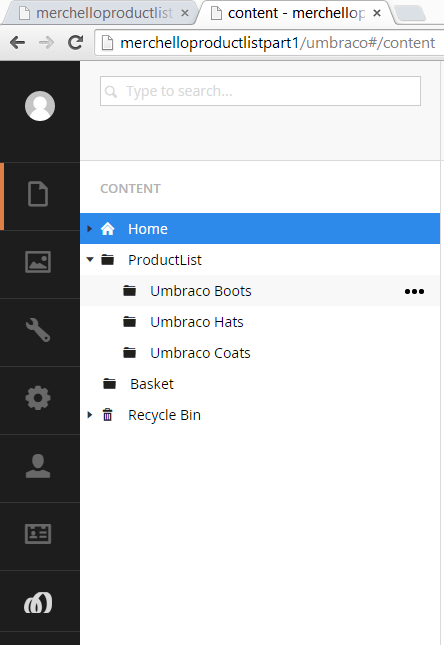 merchelloproductlist
content - merchellop
merchelloproductlistpart1/umbraco#/content
Type to search...
CONTENT
Home
ProductList
Umbraco Boots
Umbraco Hats
Umbraco Coats
Basket
Recycle Bin